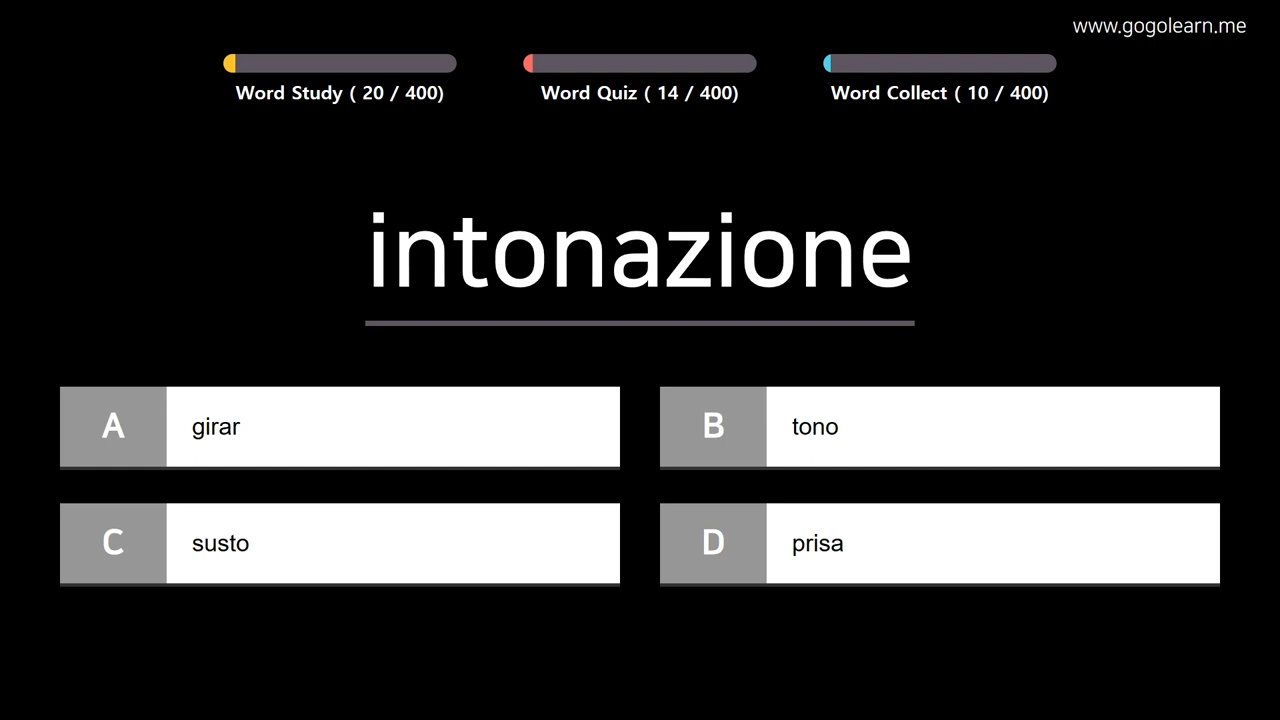 www.gogolearn.me
Word Study ( 20 / 400)
Word Quiz ( 14 / 400)
Word Collect ( 10 / 400)
intonazione
A girar
B tono
C susto
D prisa